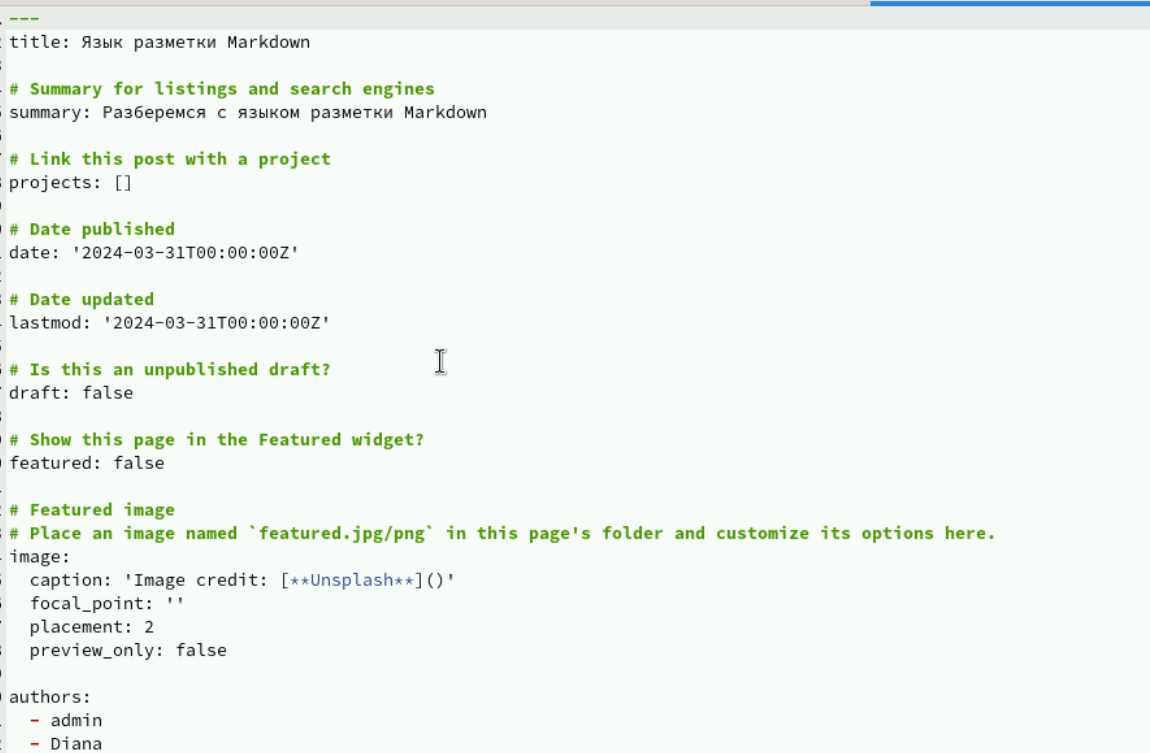 ---
title: Язык разметки Markdown
# Summary for listings and search engines
summary: Разберемся с языком разметки Markdown
# Link this post with a project
projects: []
# Date published
date: '2024-03-31T00:00:00Z'
# Date updated
lastmod: '2024-03-31T00:00:00Z'
# Is this an unpublished draft?
draft: false
# Show this page in the Featured widget?
featured: false
# Featured image
# Place an image named `featured.jpg/png` in this page's folder and customize its options here.
image:
  caption: 'Image credit: [**Unsplash**]()'
  focal_point: ''
  placement: 2
  preview_only: false
authors:
  - admin
  - Diana